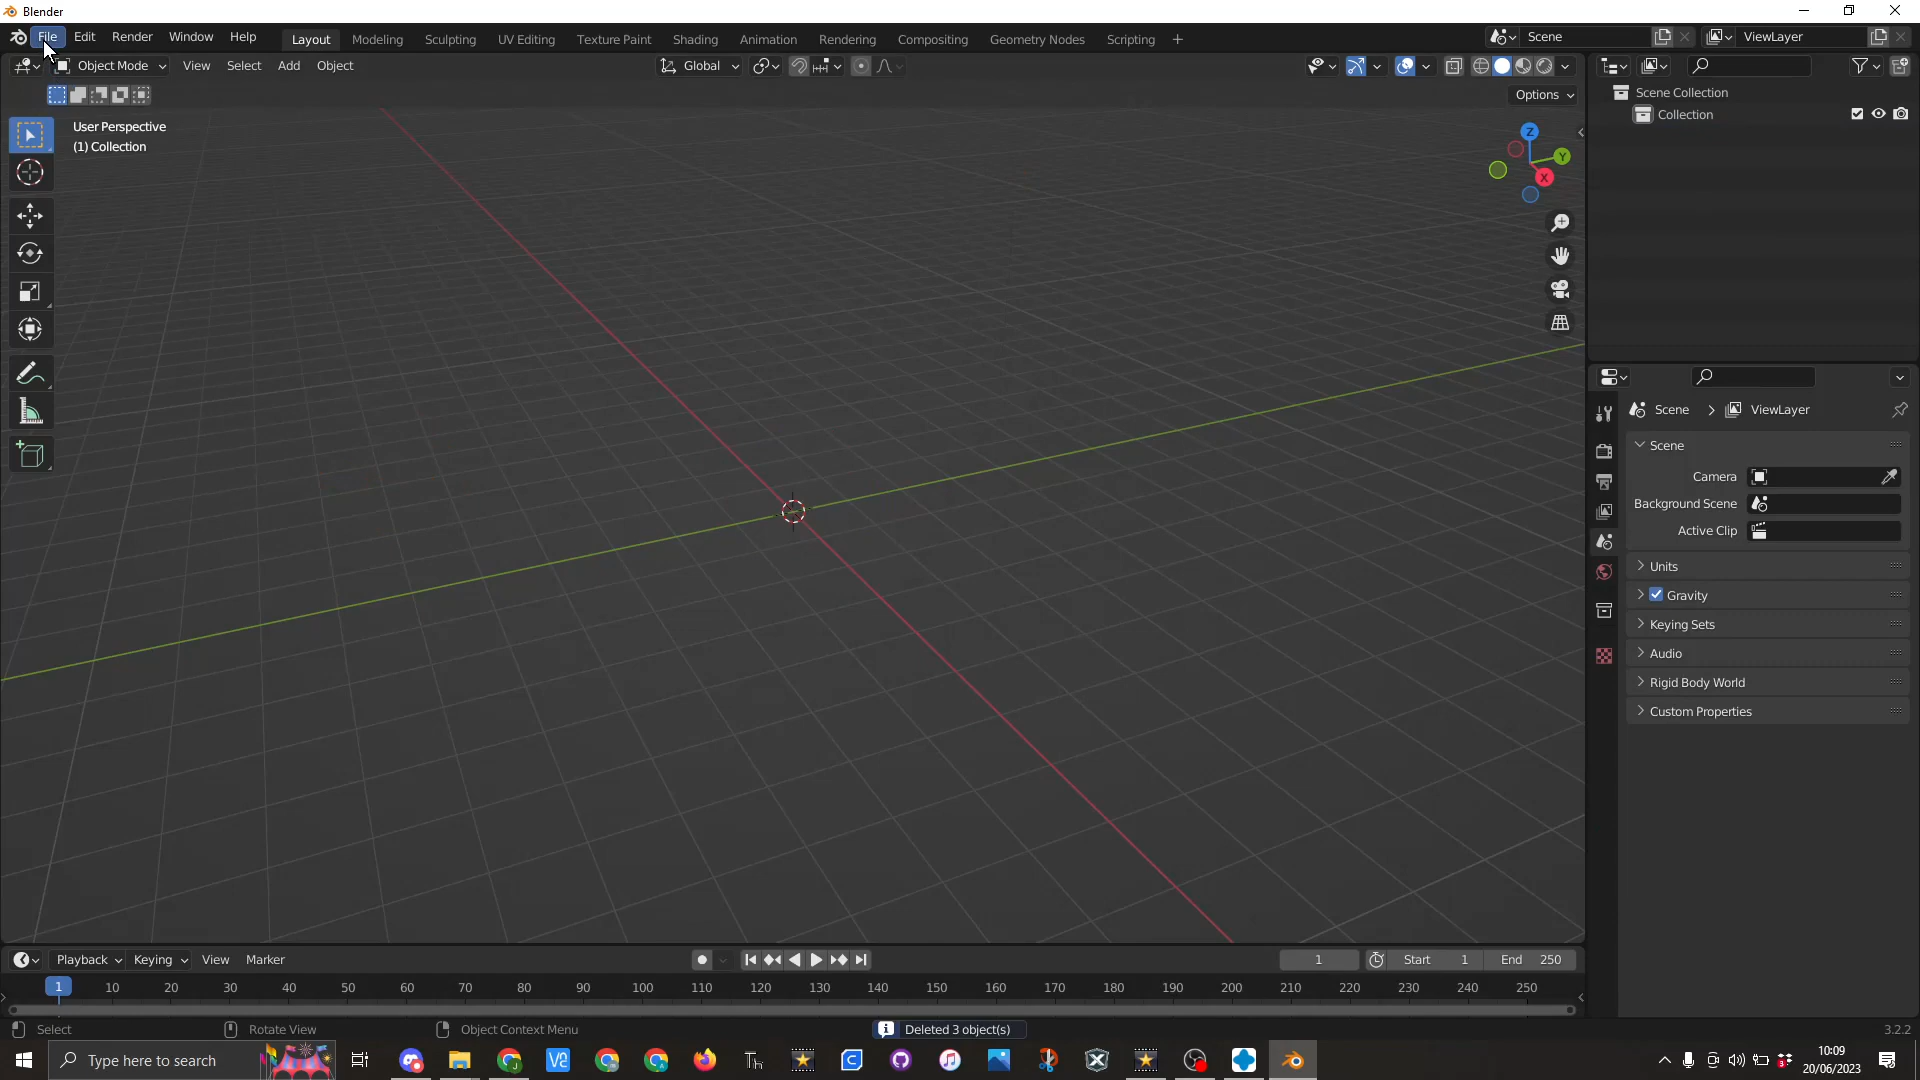 Blender
File Edit Render Window Help Layout Modeling Sculpting UV Editing Texture Paint Shading Animation Rendering Compositing Geometry Nodes Scripting + Scene ViewLayer
Object Mode View Select Add Object Global
Options
User Perspective
(1) Collection
Z
Y
X
Scene Collection
Collection
Scene > ViewLayer
Scene
Camera
Background Scene
Active Clip
Units
Gravity
Keying Sets
Audio
Rigid Body World
Custom Properties
Playback Keying View Marker 1 Start 1 End 250
1 10 20 30 40 50 60 70 80 90 100 110 120 130 140 150 160 170 180 190 200 210 220 230 240 250
Select Rotate View Object Context Menu Deleted 3 object(s) 3.2.2
Type here to search
10:09
20/06/2023